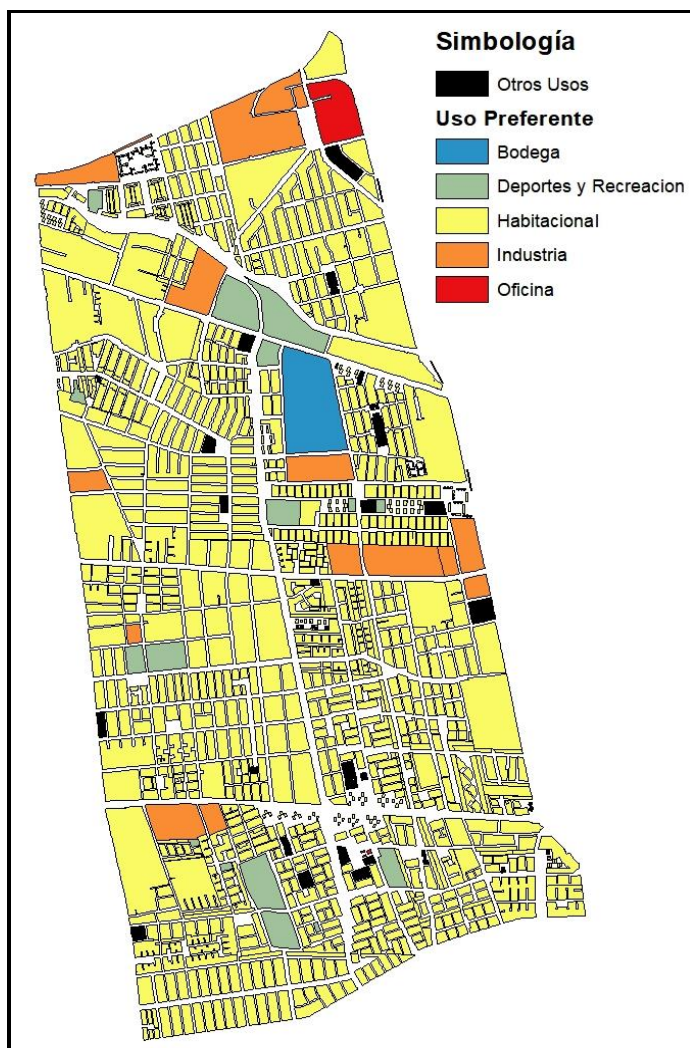 Simbología
Otros Usos
Uso Preferente
Bodega
Deportes y Recreacion
Habitacional
Industria
Oficina